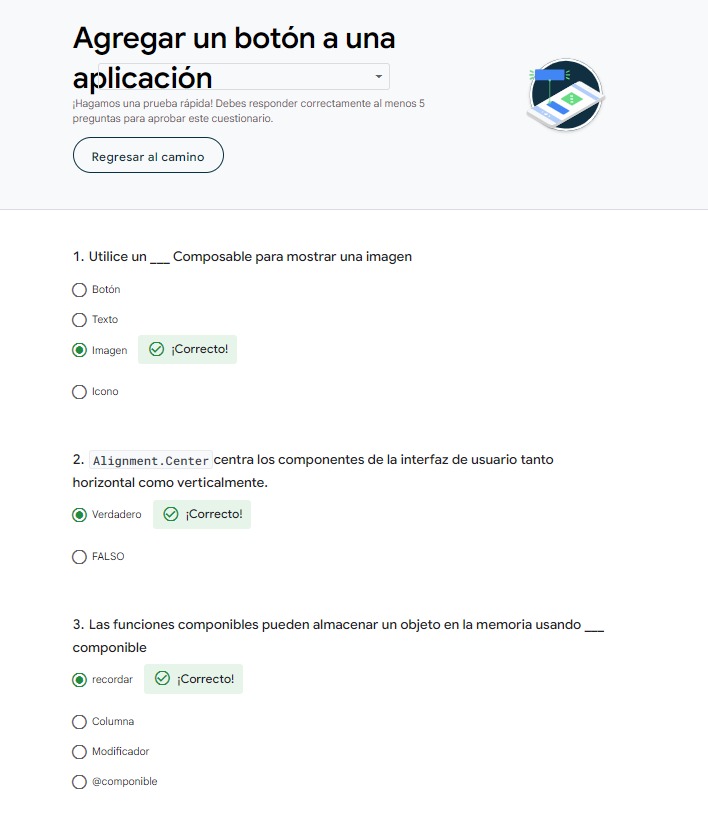 Agregar un botón a una
aplicación
¡Hagamos una prueba rápida! Debes responder correctamente al menos 5
preguntas para aprobar este cuestionario.
Regresar al camino
1. Utilice un ___ Composable para mostrar una imagen
Botón
Texto
Imagen ¡Correcto!
Icono
2. Alignment.Center centra los componentes de la interfaz de usuario tanto
horizontal como verticalmente.
Verdadero ¡Correcto!
FALSO
3. Las funciones componibles pueden almacenar un objeto en la memoria usando ___
componible
recordar ¡Correcto!
Columna
Modificador
@componible